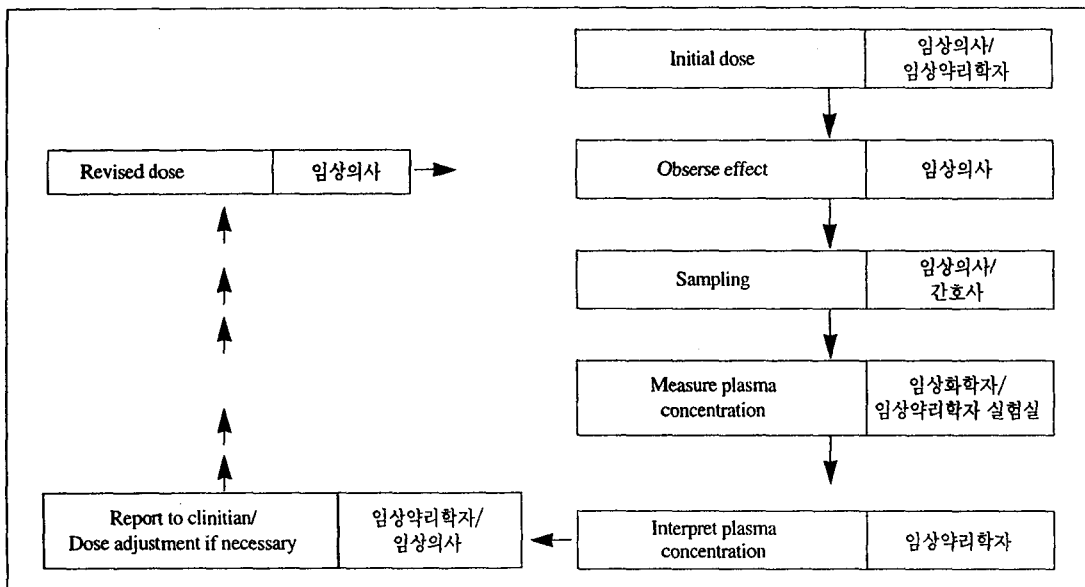 Initial dose
임상의사/
임상약리학자
Revised dose
임상의사
Obserse effect
임상의사
Sampling
임상의사/
간호사
Measure plasma
concentration
임상화학자/
임상약리학자 실험실
Report to clinitian/
Dose adjustment if necessary
임상약리학자/
임상의사
Interpret plasma
concentration
임상약리학자